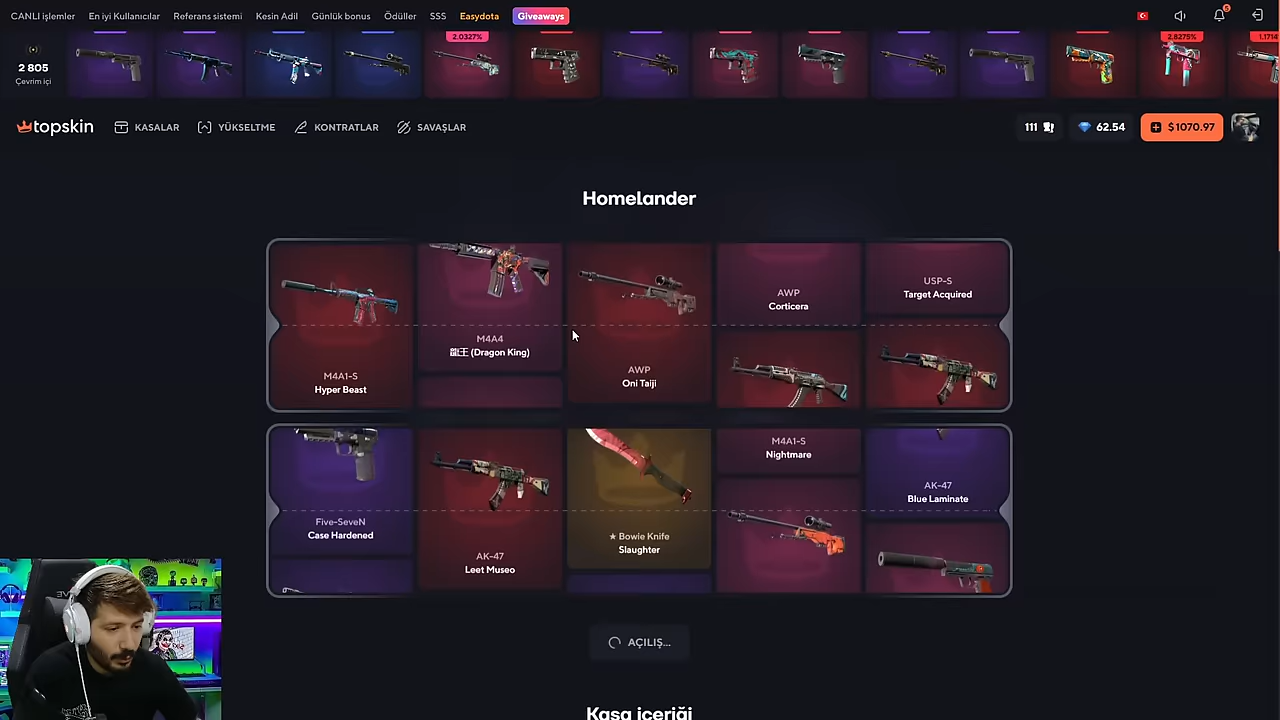 CANLI işlemler En iyi Kullanıcılar Referans sistemi Kesin Adil Günlük bonus Ödüller SSS Easydota Giveaways 5
2.0327% 2.8275% 1.1714
2 805
Çevrim içi
topskin KASALAR YÜKSELTME KONTRATLAR SAVAŞLAR 111 62.54 $1070.97
Homelander
M4A1-S
Hyper Beast
M4A4
龍王 (Dragon King)
AWP
Oni Taiji
AWP
Corticera
USP-S
Target Acquired
Five-SeveN
Case Hardened
AK-47
Leet Museo
★ Bowie Knife
Slaughter
M4A1-S
Nightmare
AK-47
Blue Laminate
AÇILIŞ...
Kasa içeriği